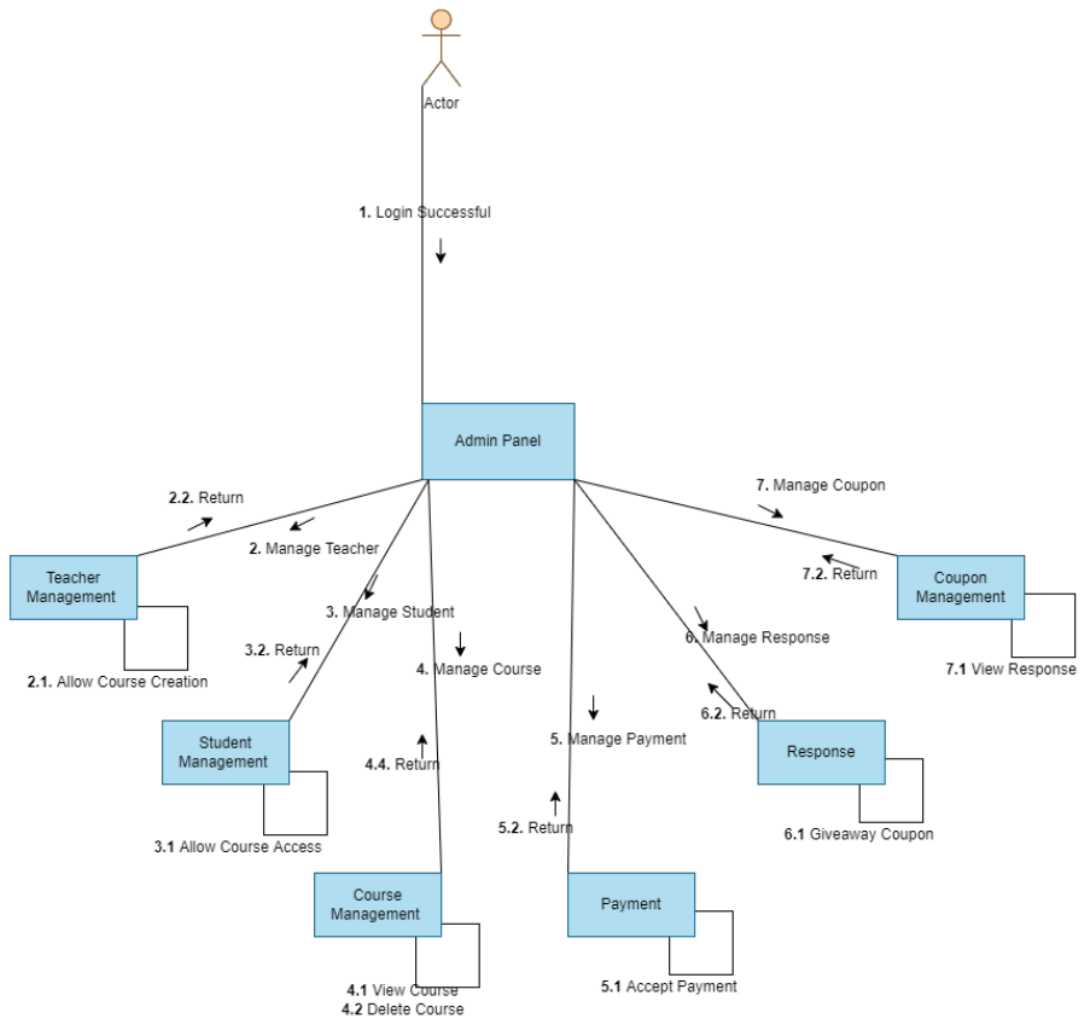 Actor
1. Login Successful
Admin Panel
7. Manage Coupon
2.2. Return
2. Manage Teacher
7.2. Return
Teacher
Management
Coupon
Management
3. Manage Student
6. Manage Response
3.2. Return
4. Manage Course
7.1 View Response
2.1. Allow Course Creation
6.2. Return
Student
Management
5. Manage Payment
Response
4.4. Return
5.2. Return
6.1 Giveaway Coupon
3.1 Allow Course Access
Course
Management
Payment
4.1 View Course
4.2 Delete Course
5.1 Accept Payment